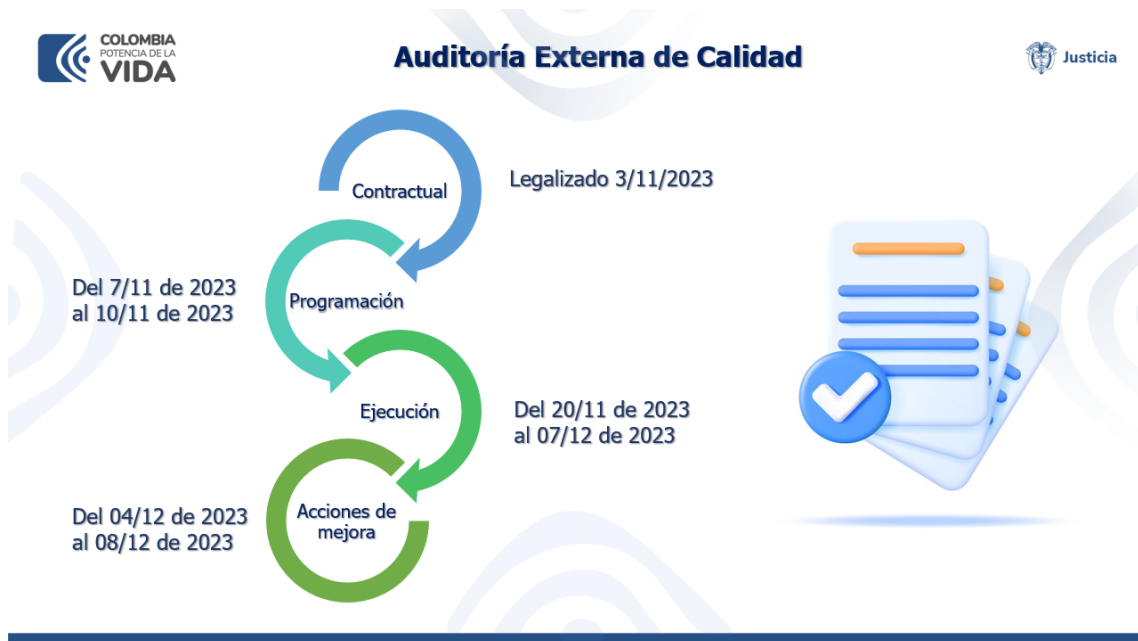 COLOMBIA
POTENCIA DE LA
VIDA
Auditoría Externa de Calidad
Justicia
Contractual
Legalizado 3/11/2023
Del 7/11 de 2023
al 10/11 de 2023
Programación
Ejecución
Del 20/11 de 2023
al 07/12 de 2023
Del 04/12 de 2023
al 08/12 de 2023
Acciones de
mejora